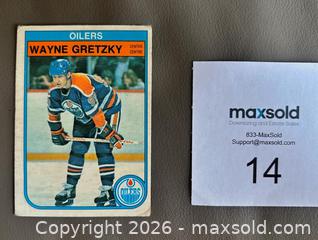 OILERS
WAYNE GRETZKY
CENTRE
CENTRE
OILERS
maxsold
Downsizing and Estate Sales
833-MaxSold
Support@maxsold.com
14
Copyright 2026 - maxsold.com